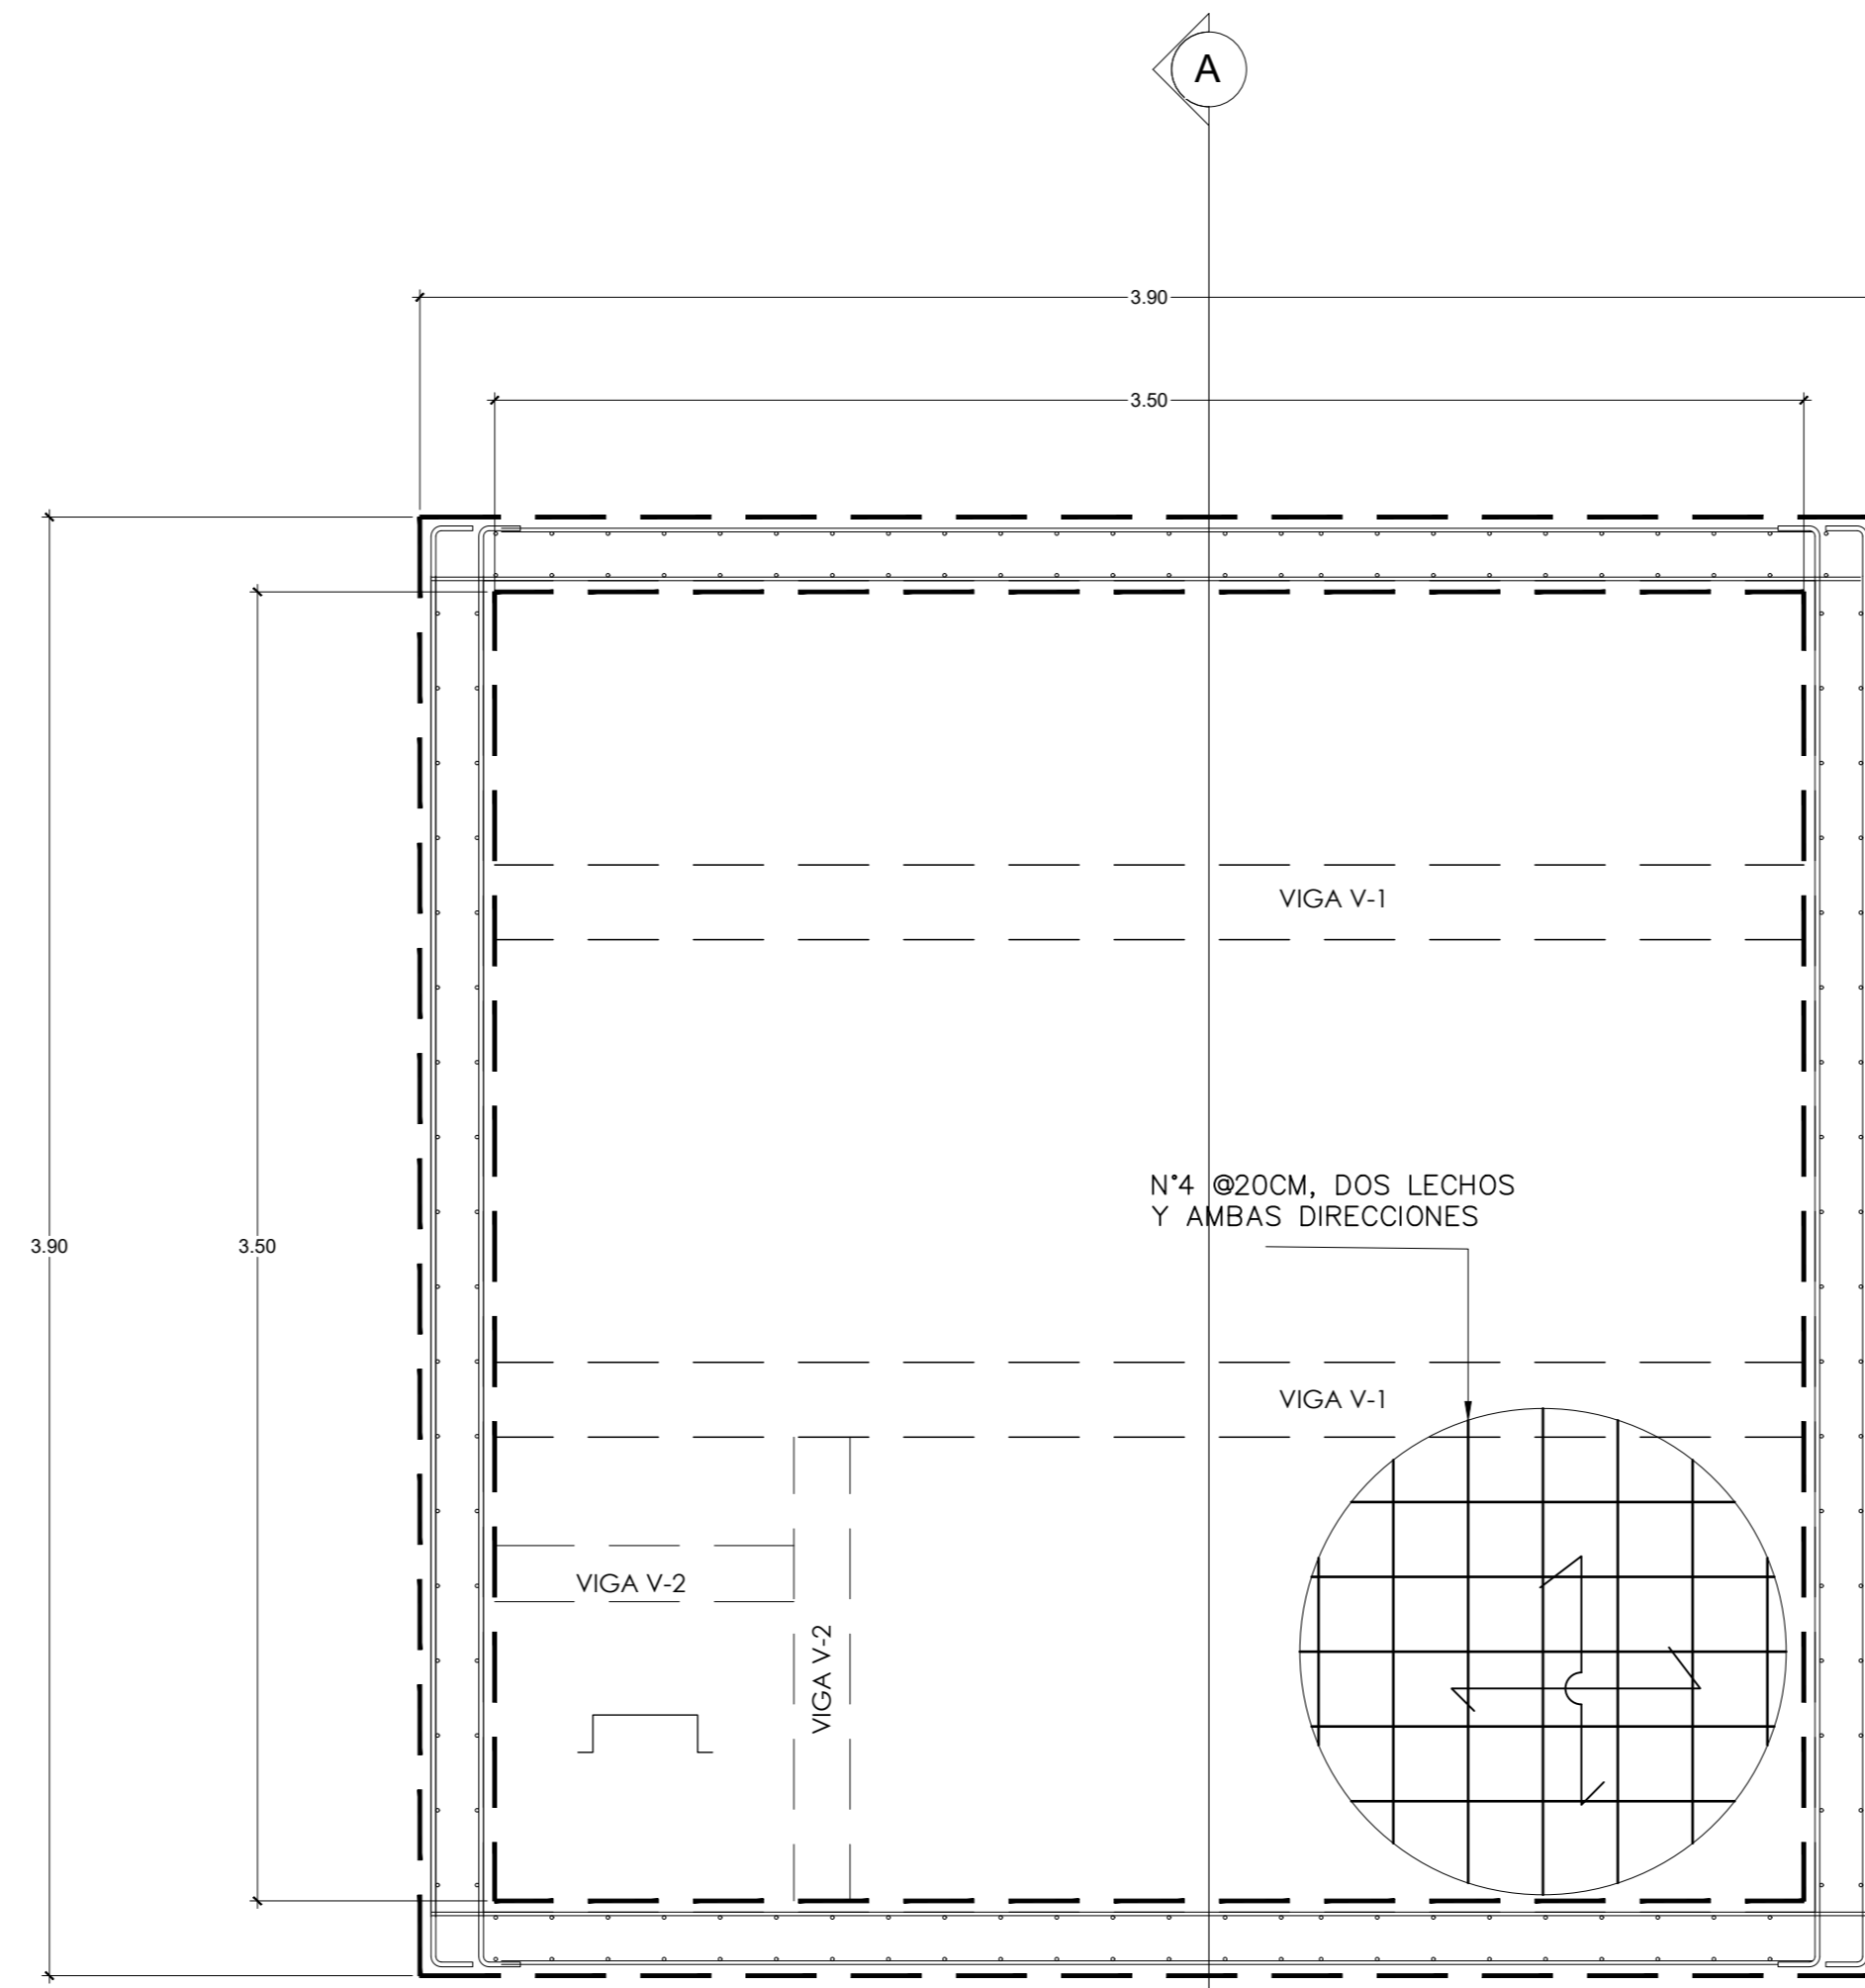 A
3.90
3.50
VIGA V-1
N°4 @20CM, DOS LECHOS
Y AMBAS DIRECCIONES
3.90
3.50
VIGA V-1
VIGA V-2
VIGA V-2